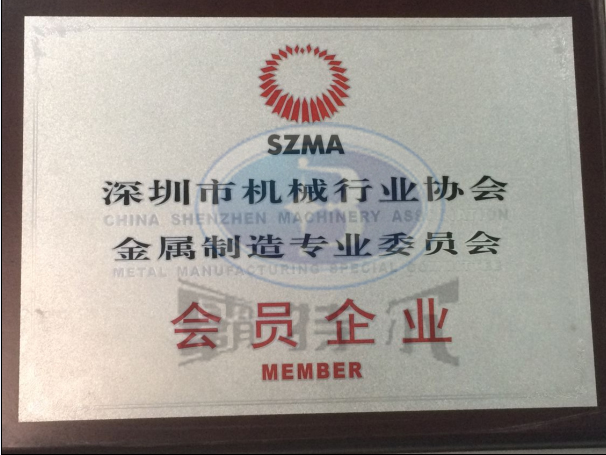 SZMA
深圳市机械行业协会
CHINA SHENZHEN MACHINERY
金属制造专业委员会
METAL MANUFACTURING SPECIAL
会员企业
MEMBER